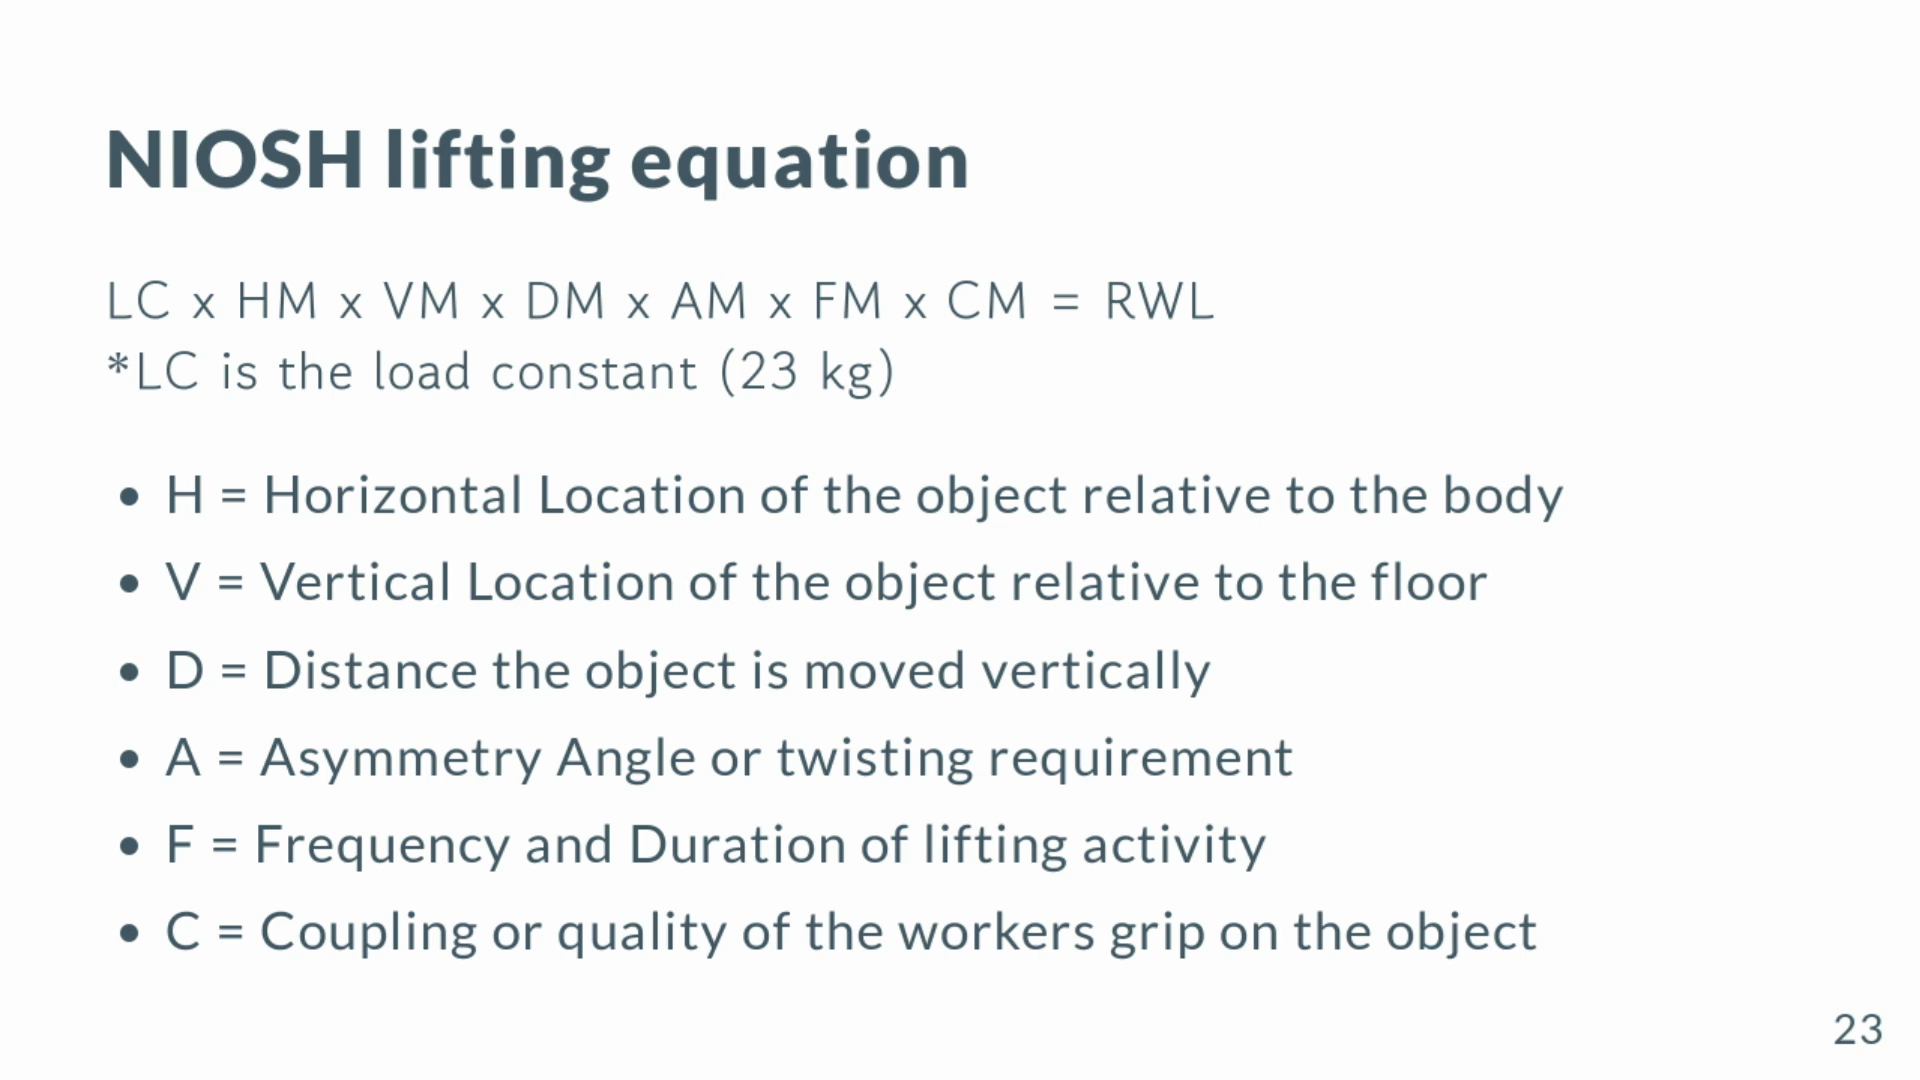 NIOSH lifting equation
LC x HM x VM x DM x AM x FM x CM = RWL
*LC is the load constant (23 kg)
• H = Horizontal Location of the object relative to the body
• V = Vertical Location of the object relative to the floor
• D = Distance the object is moved vertically
• A = Asymmetry Angle or twisting requirement
• F = Frequency and Duration of lifting activity
• C = Coupling or quality of the workers grip on the object
23